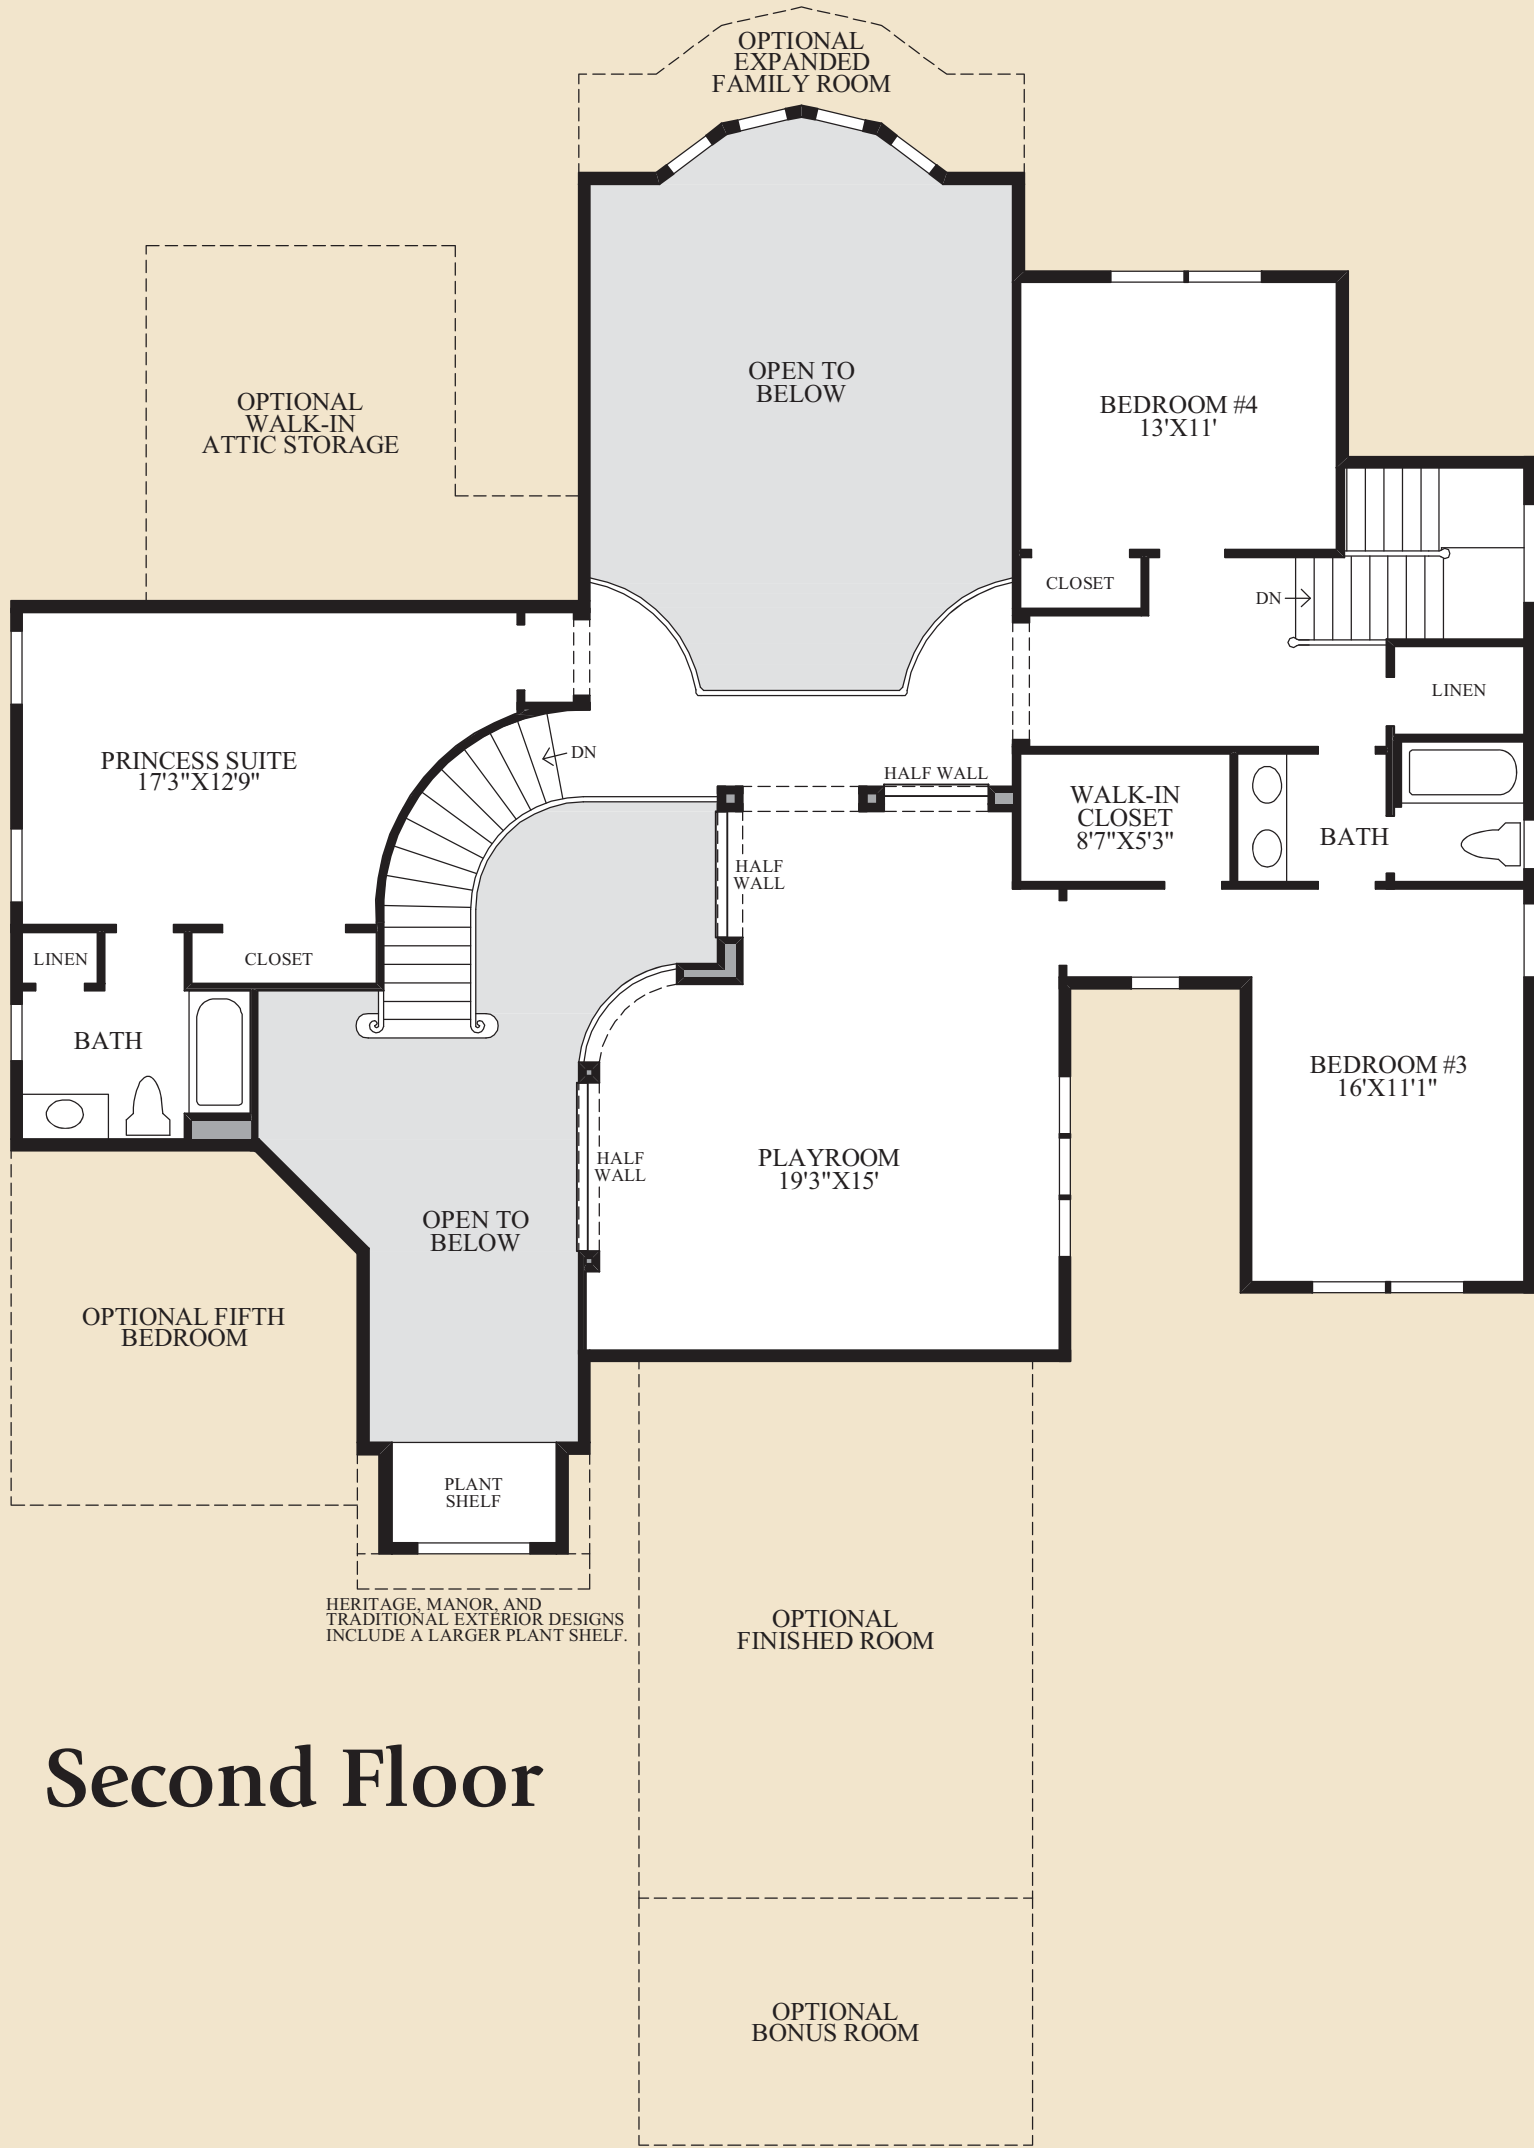 OPTIONAL
EXPANDED
FAMILY ROOM
OPEN TO
BELOW
OPTIONAL
WALK-IN
ATTIC STORAGE
BEDROOM #4
13'X11'
CLOSET
DN
LINEN
PRINCESS SUITE
17'3"X12'9"
DN
HALF WALL
WALK-IN
CLOSET
8'7"X5'3"
BATH
HALF
WALL
LINEN
CLOSET
BATH
BEDROOM #3
16'X11'1"
HALF
WALL
PLAYROOM
19'3"X15'
OPEN TO
BELOW
OPTIONAL FIFTH
BEDROOM
PLANT
SHELF
HERITAGE, MANOR, AND
TRADITIONAL EXTERIOR DESIGNS
INCLUDE A LARGER PLANT SHELF.
OPTIONAL
FINISHED ROOM
Second Floor
OPTIONAL
BONUS ROOM